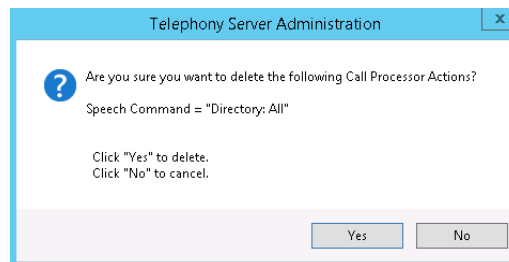 Telephony Server Administration
x
? Are you sure you want to delete the following Call Processor Actions?
Speech Command = "Directory: All"
Click "Yes" to delete.
Click "No" to cancel.
Yes No